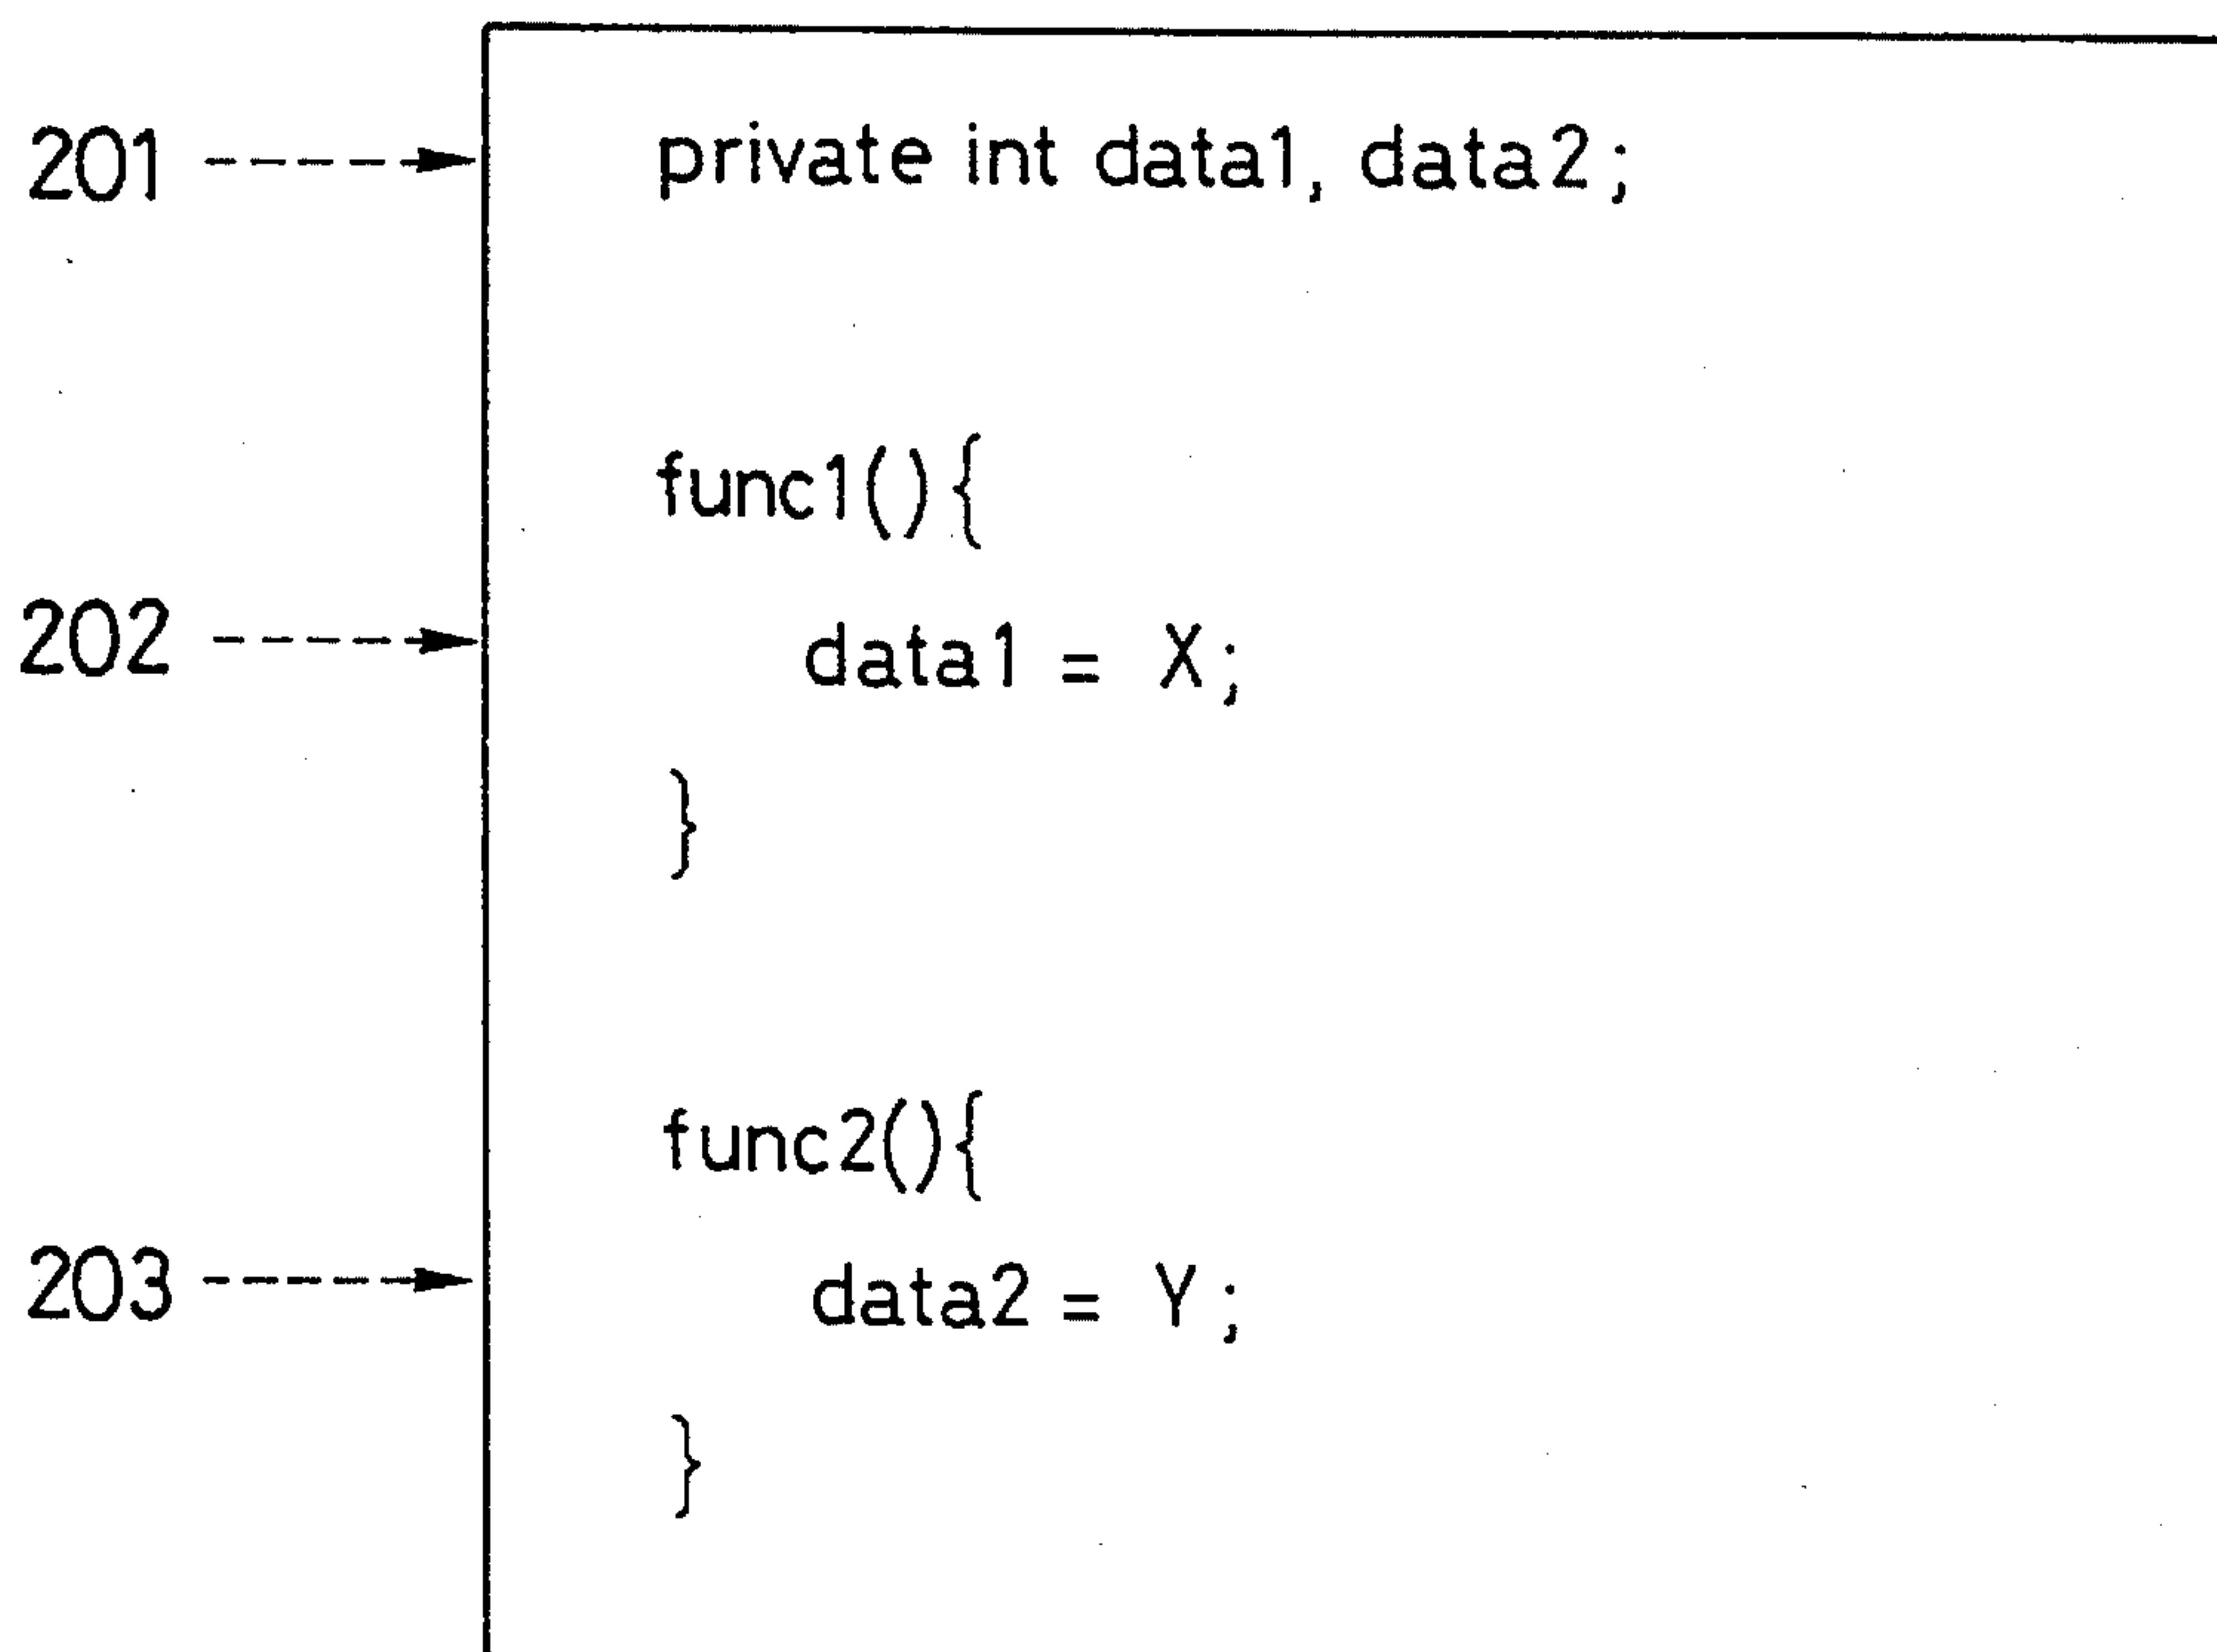 201 private int data1, data2;
func1(){
202 data1 = X;
}
func2(){
203 data2 = Y;
}